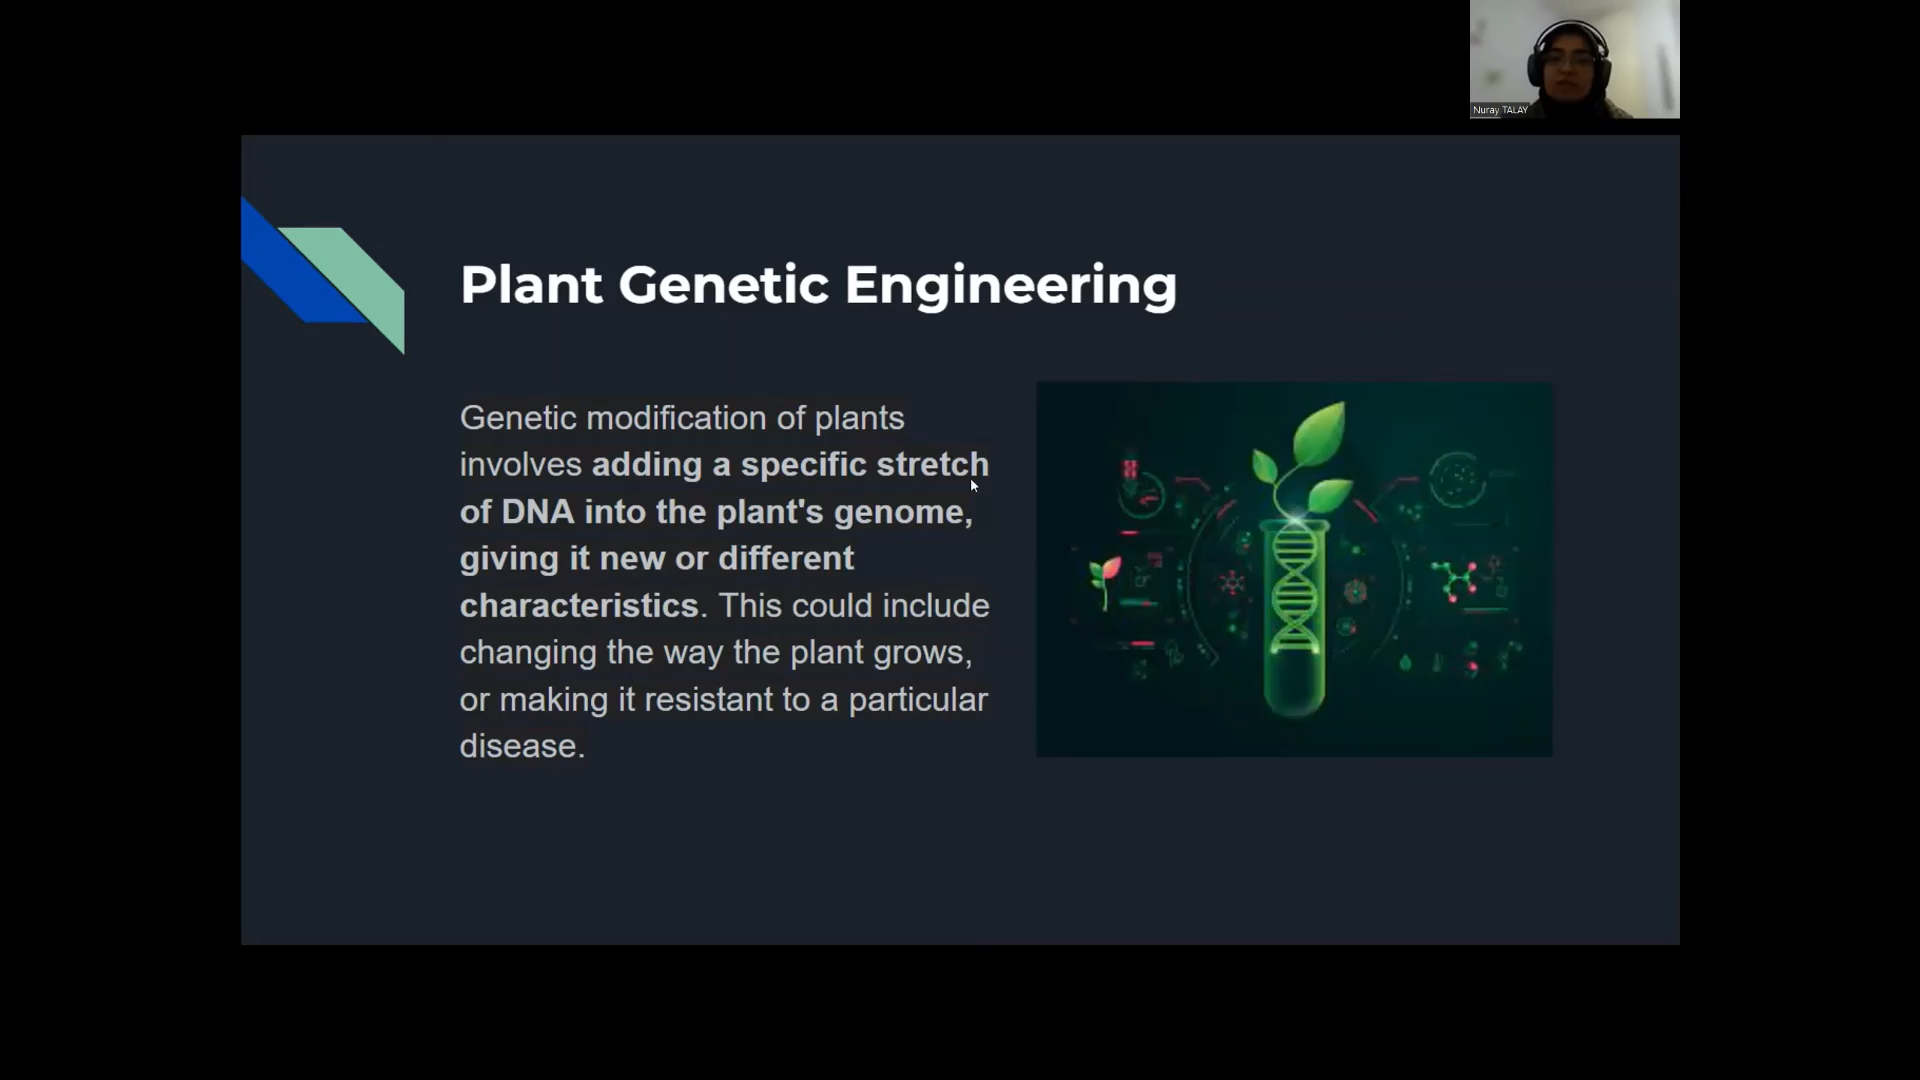 Nuray TALAY
Plant Genetic Engineering
Genetic modification of plants
involves adding a specific stretch
of DNA into the plant's genome,
giving it new or different
characteristics. This could include
changing the way the plant grows,
or making it resistant to a particular
disease.